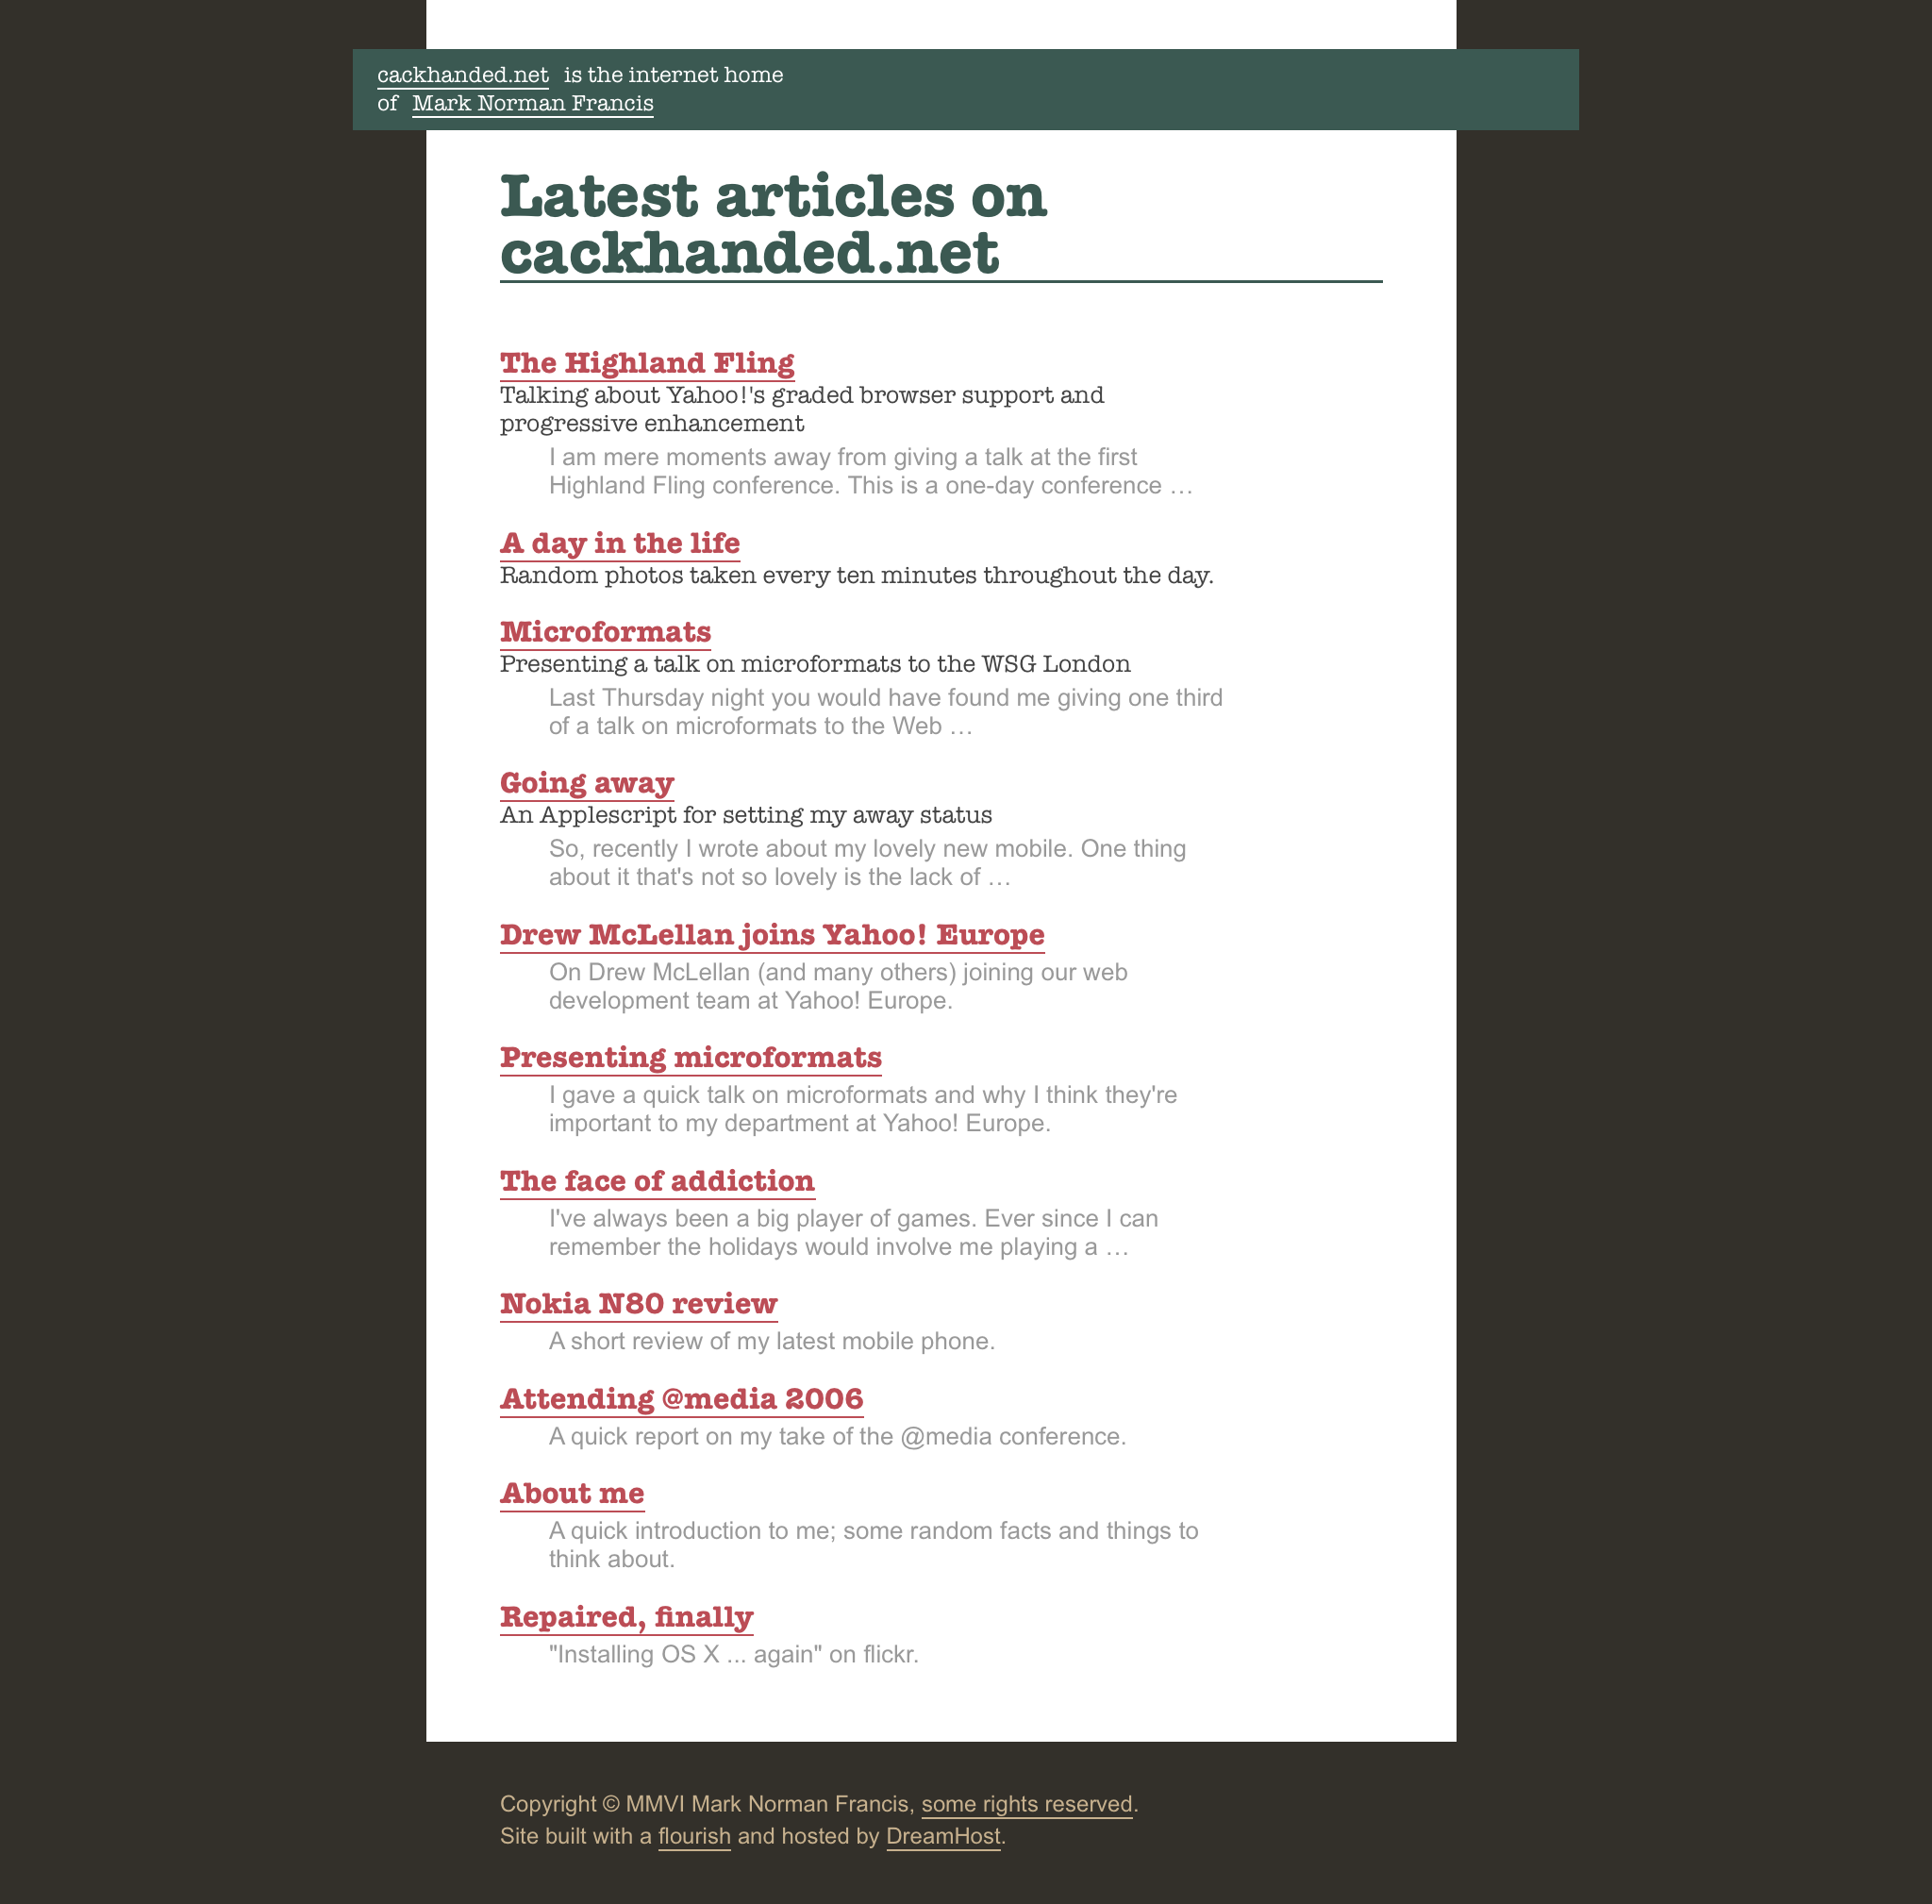 cackhanded.net is the internet home
of Mark Norman Francis
Latest articles on
cackhanded.net
The Highland Fling
Talking about Yahoo!'s graded browser support and
progressive enhancement
I am mere moments away from giving a talk at the first
Highland Fling conference. This is a one-day conference …
A day in the life
Random photos taken every ten minutes throughout the day.
Microformats
Presenting a talk on microformats to the WSG London
Last Thursday night you would have found me giving one third
of a talk on microformats to the Web …
Going away
An Applescript for setting my away status
So, recently I wrote about my lovely new mobile. One thing
about it that's not so lovely is the lack of …
Drew McLellan joins Yahoo! Europe
On Drew McLellan (and many others) joining our web
development team at Yahoo! Europe.
Presenting microformats
I gave a quick talk on microformats and why I think they're
important to my department at Yahoo! Europe.
The face of addiction
I've always been a big player of games. Ever since I can
remember the holidays would involve me playing a …
Nokia N80 review
A short review of my latest mobile phone.
Attending @media 2006
A quick report on my take of the @media conference.
About me
A quick introduction to me; some random facts and things to
think about.
Repaired, finally
"Installing OS X ... again" on flickr.
Copyright © MMVI Mark Norman Francis, some rights reserved.
Site built with a flourish and hosted by DreamHost.